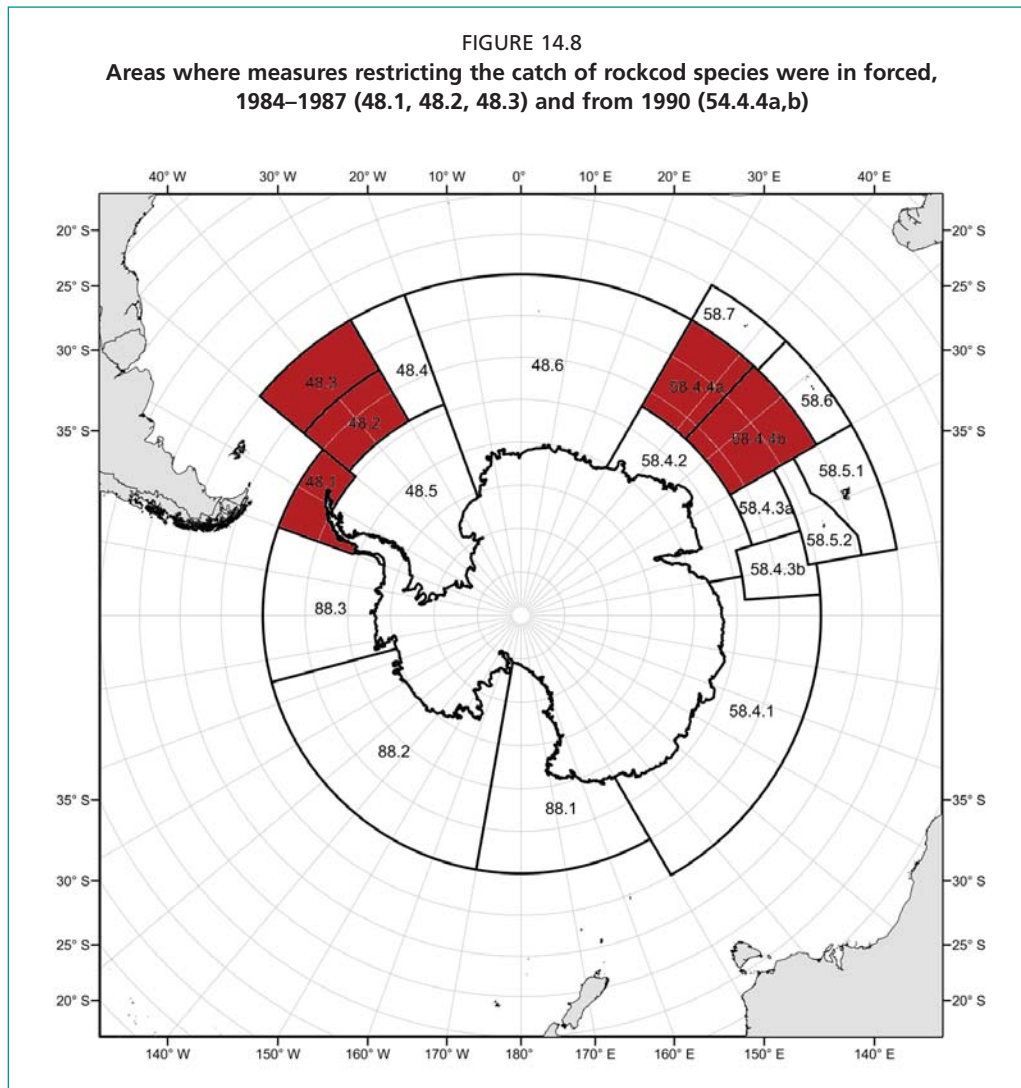 FIGURE 14.8
Areas where measures restricting the catch of rockcod species were in forced,
1984–1987 (48.1, 48.2, 48.3) and from 1990 (54.4.4a,b)
40° W 30° W 20° W 10° W 0° 10° E 20° E 30° E 40° E
20° S 20° S
25° S 25° S
30° S 30° S
35° S 35° S
58.7
48.4 48.6
48.3 58.4.4a
58.6
48.2 58.4.4b
58.4.2 58.5.1
48.1 48.5
58.4.3a
58.5.2
58.4.3b
88.3
58.4.1
88.2
88.1
35° S 35° S
30° S 30° S
25° S 25° S
20° S 20° S
140° W 150° W 160° W 170° W 180° 170° E 160° E 150° E 140° E